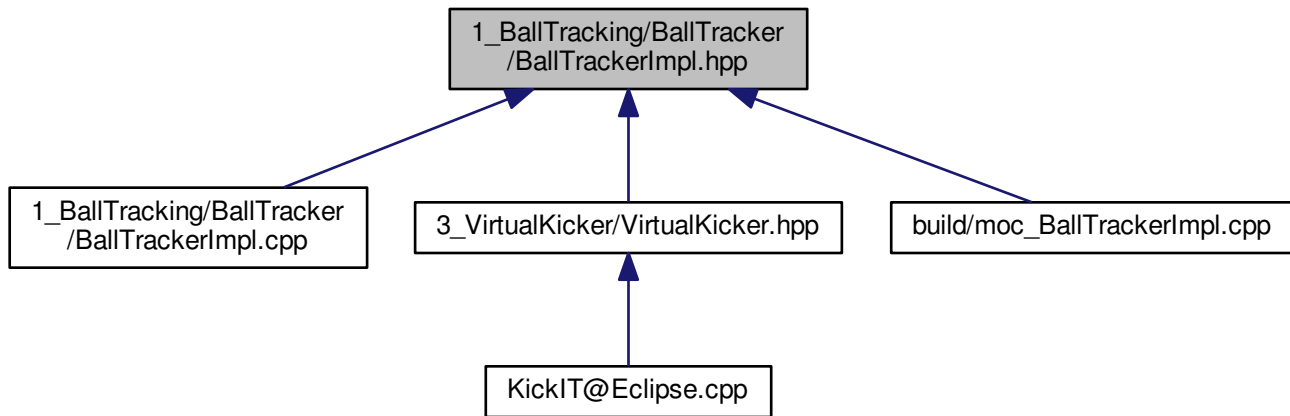 1_BallTracking/BallTracker
/BallTrackerImpl.hpp
1_BallTracking/BallTracker
/BallTrackerImpl.cpp
3_VirtualKicker/VirtualKicker.hpp
build/moc_BallTrackerImpl.cpp
KickIT@Eclipse.cpp